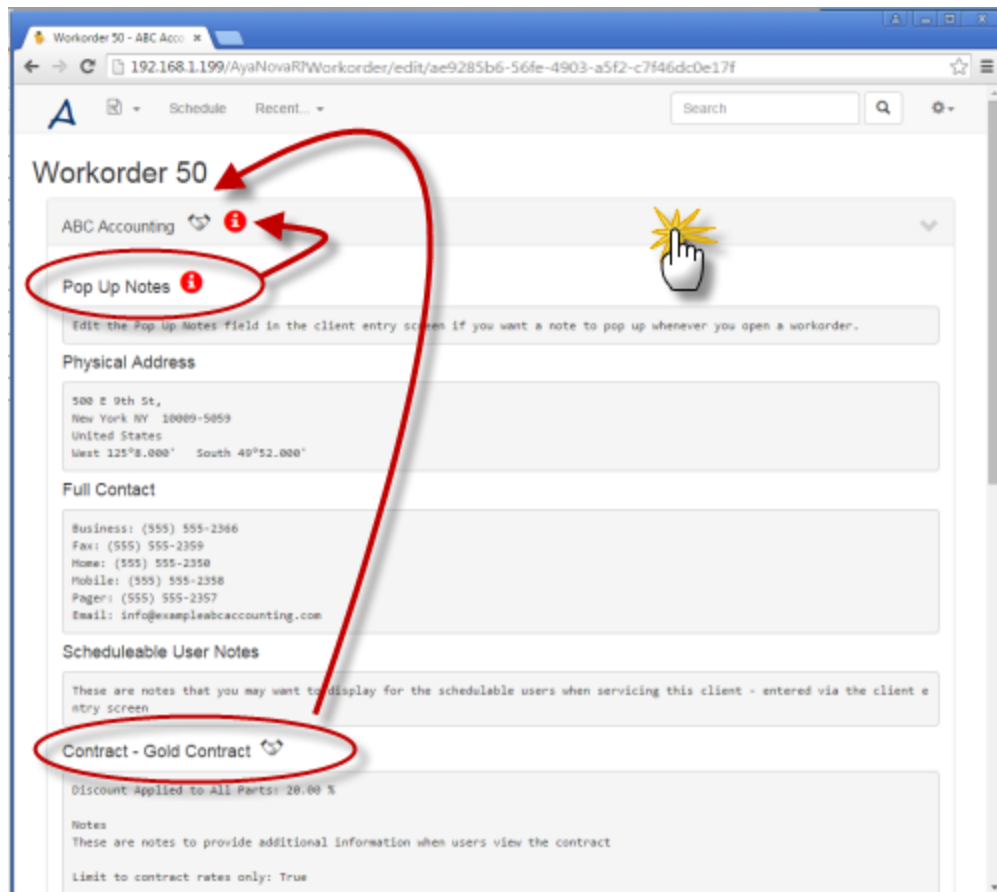 Workorder 50 - ABC Acco
192.168.1.199/AyaNovaRI/Workorder/edit/ae9285b6-56fe-4903-a5f2-c7f46dc0e17f
Schedule Recent... Search
Workorder 50
ABC Accounting
Pop Up Notes
Edit the Pop Up Notes field in the client entry screen if you want a note to pop up whenever you open a workorder.
Physical Address
500 E 9th St,
New York NY 10009-5059
United States
West 125°8.000' South 49°52.000'
Full Contact
Business: (555) 555-2366
Fax: (555) 555-2359
Home: (555) 555-2350
Mobile: (555) 555-2358
Pager: (555) 555-2357
Email: info@exampleabcaccounting.com
Scheduleable User Notes
These are notes that you may want to display for the schedulable users when servicing this client - entered via the client e
ntry screen
Contract - Gold Contract
Discount Applied to All Parts: 20.00 %
Notes
These are notes to provide additional information when users view the contract
Limit to contract rates only: True